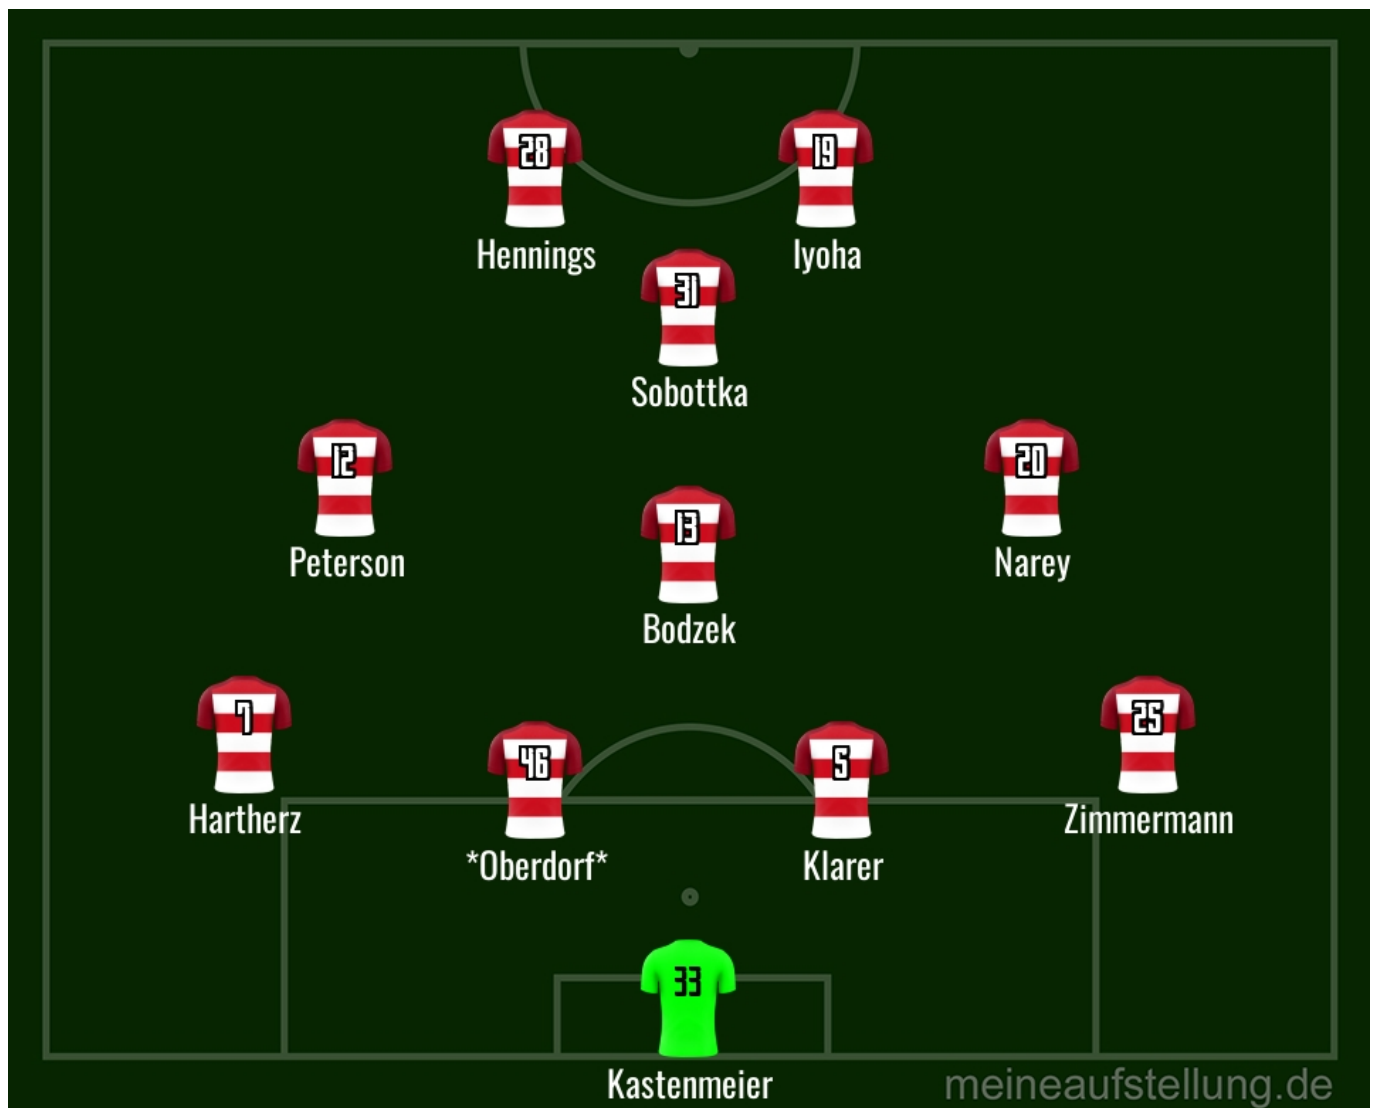 28
Hennings
19
Iyoha
31
Sobottka
12
Peterson
20
Narey
13
Bodzek
7
Hartherz
25
Zimmermann
46
*Oberdorf*
5
Klarer
33
Kastenmeier
meineaufstellung.de